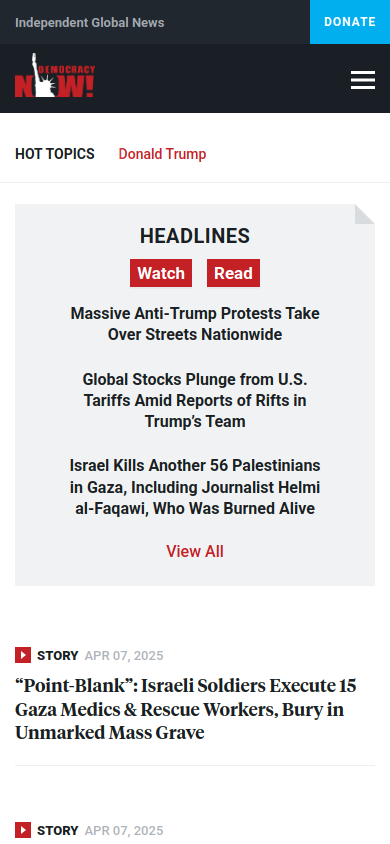 Independent Global News
DONATE
DEMOCRACY
NOW!
HOT TOPICS
Donald Trump
HEADLINES
Watch
Read
Massive Anti-Trump Protests Take
Over Streets Nationwide
Global Stocks Plunge from U.S.
Tariffs Amid Reports of Rifts in
Trump’s Team
Israel Kills Another 56 Palestinians
in Gaza, Including Journalist Helmi
al-Faqawi, Who Was Burned Alive
View All
STORY APR 07, 2025
“Point-Blank”: Israeli Soldiers Execute 15
Gaza Medics & Rescue Workers, Bury in
Unmarked Mass Grave
STORY APR 07, 2025